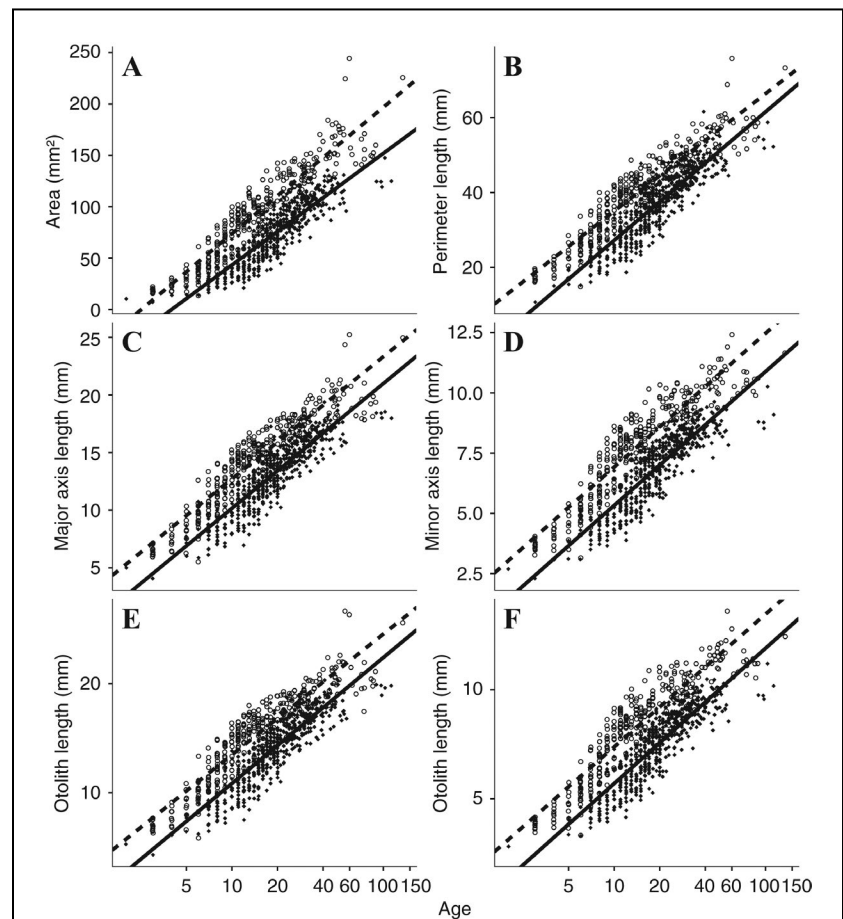 A
B
250
200
150
100
50
0
Area (mm²)
60
40
20
Perimeter length (mm)
C
D
25
20
15
10
5
Major axis length (mm)
12.5
10.0
7.5
5.0
2.5
Minor axis length (mm)
E
F
20
10
Otolith length (mm)
10
5
Otolith length (mm)
5 10 20 40 60 100 150
5 10 20 40 60 100 150
Age